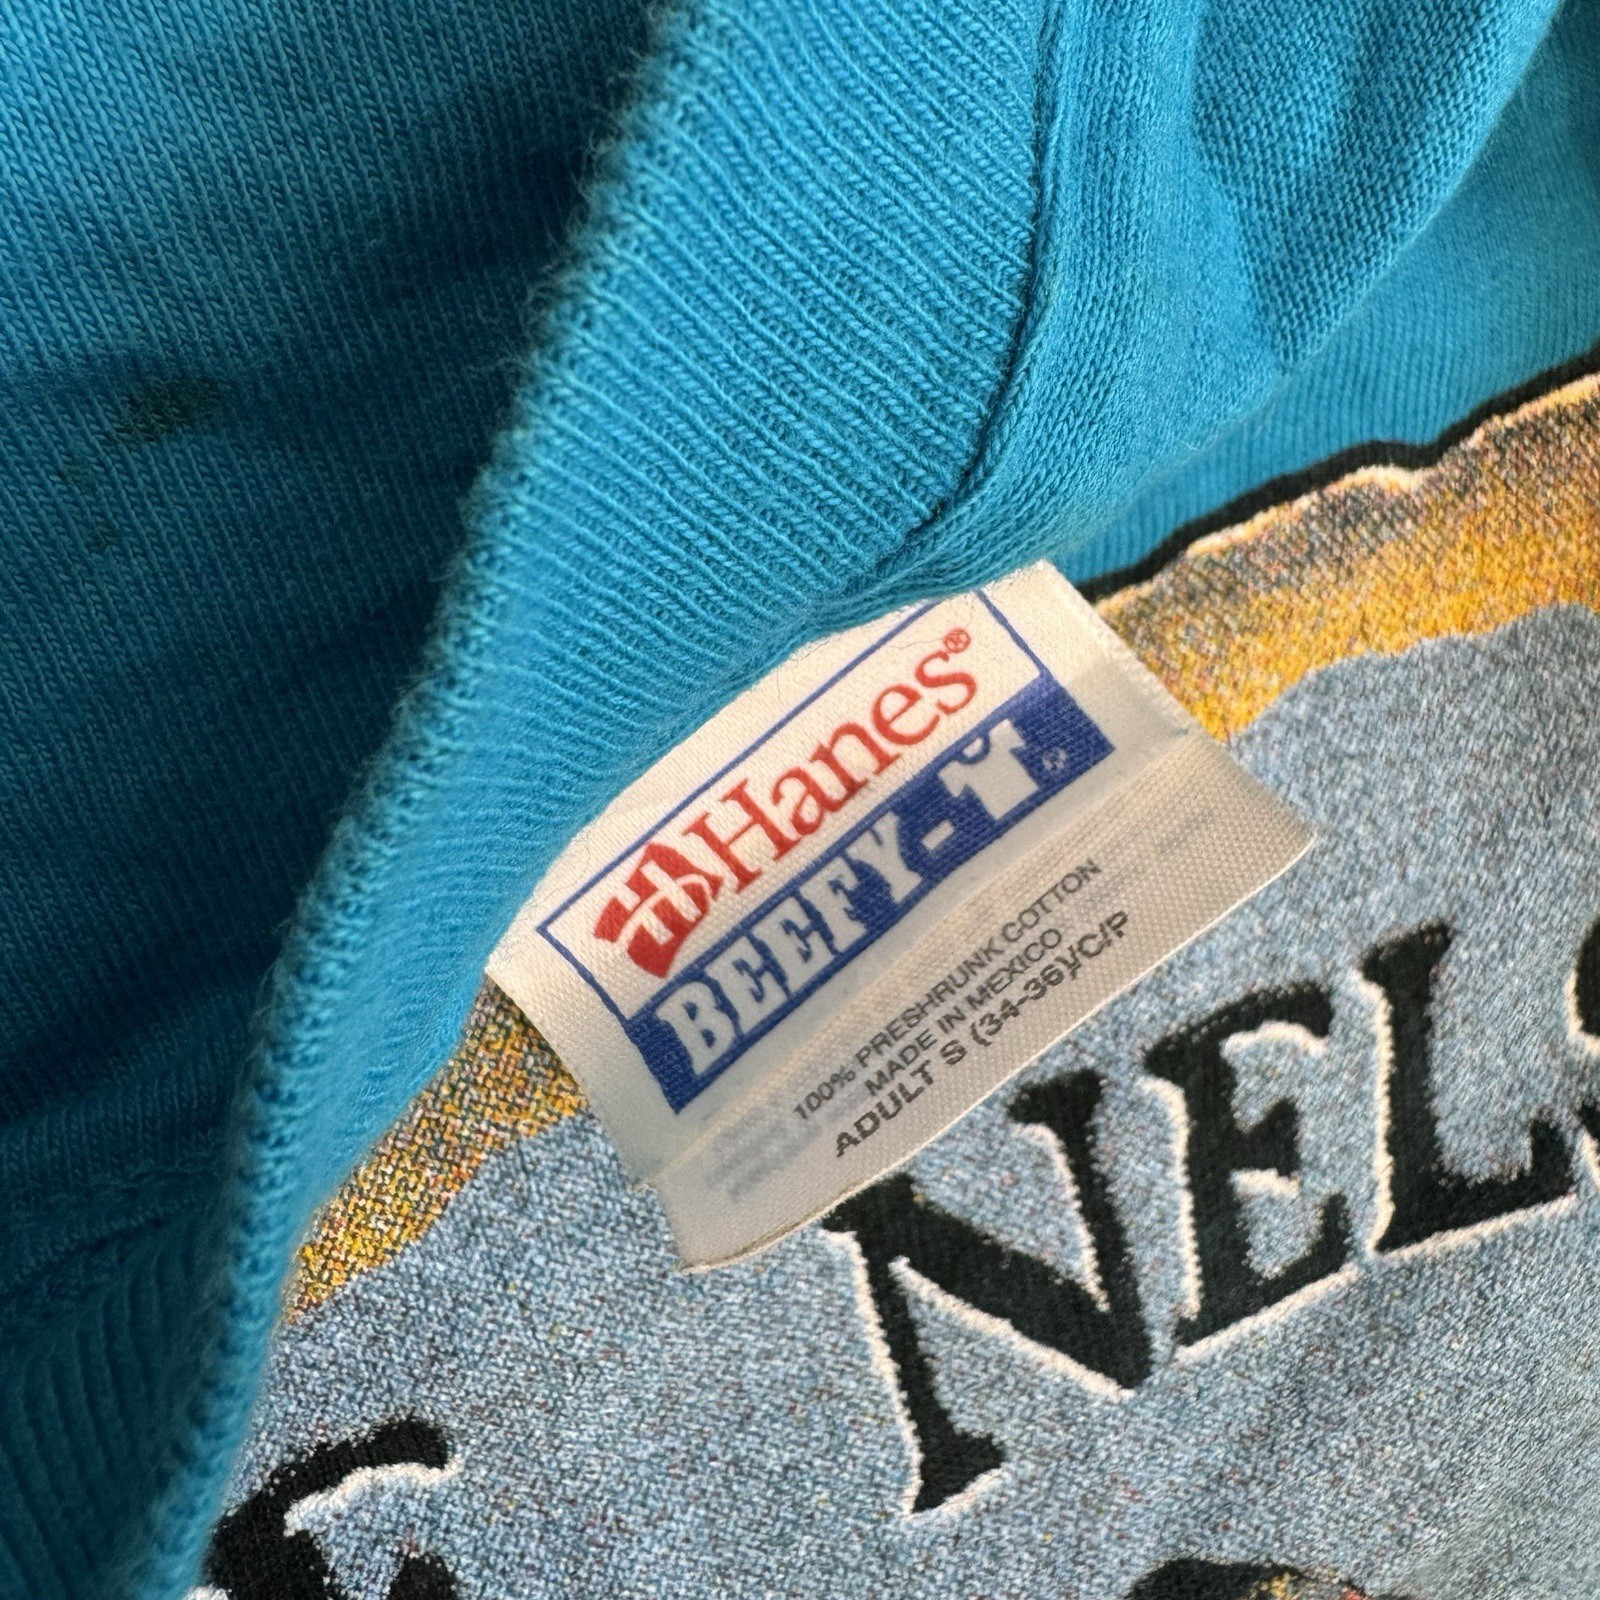 Hanes®
BEEFY-T®
100% PRESHRUNK COTTON
MADE IN MEXICO
ADULT S (34-36)/C/P
NELS